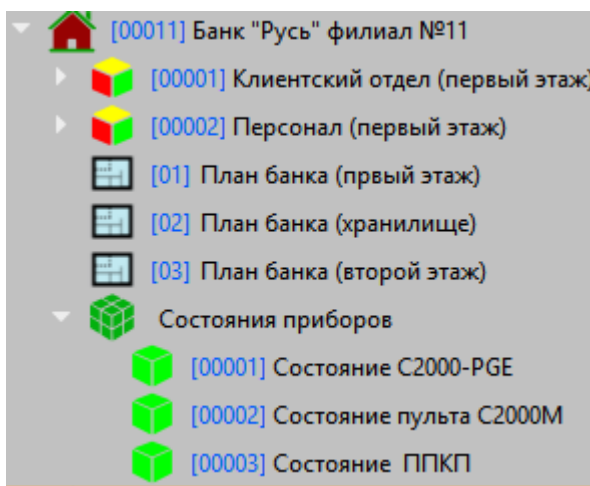 [00011] Банк "Русь" филиал №11
[00001] Клиентский отдел (первый этаж)
[00002] Персонал (первый этаж)
[01] План банка (првый этаж)
[02] План банка (хранилище)
[03] План банка (второй этаж)
Состояния приборов
[00001] Состояние С2000-PGE
[00002] Состояние пульта С2000М
[00003] Состояние ППКП